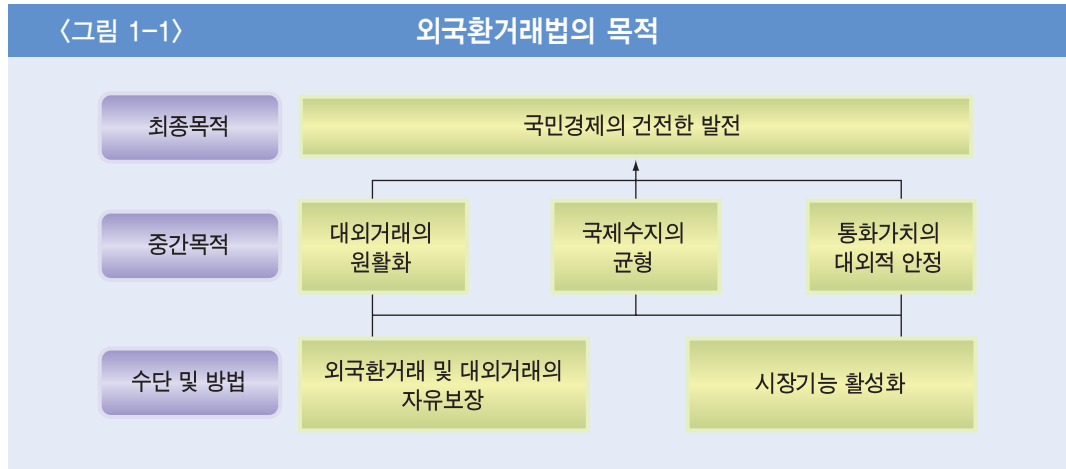 〈그림 1-1〉 외국환거래법의 목적
최종목적
국민경제의 건전한 발전
중간목적
대외거래의
원활화
국제수지의
균형
통화가치의
대외적 안정
수단 및 방법
외국환거래 및 대외거래의
자유보장
시장기능 활성화